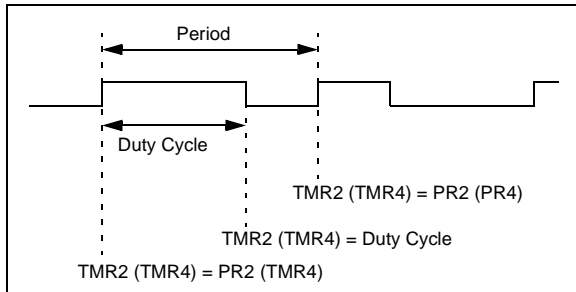 Period
Duty Cycle
TMR2 (TMR4) = PR2 (PR4)
TMR2 (TMR4) = Duty Cycle
TMR2 (TMR4) = PR2 (TMR4)